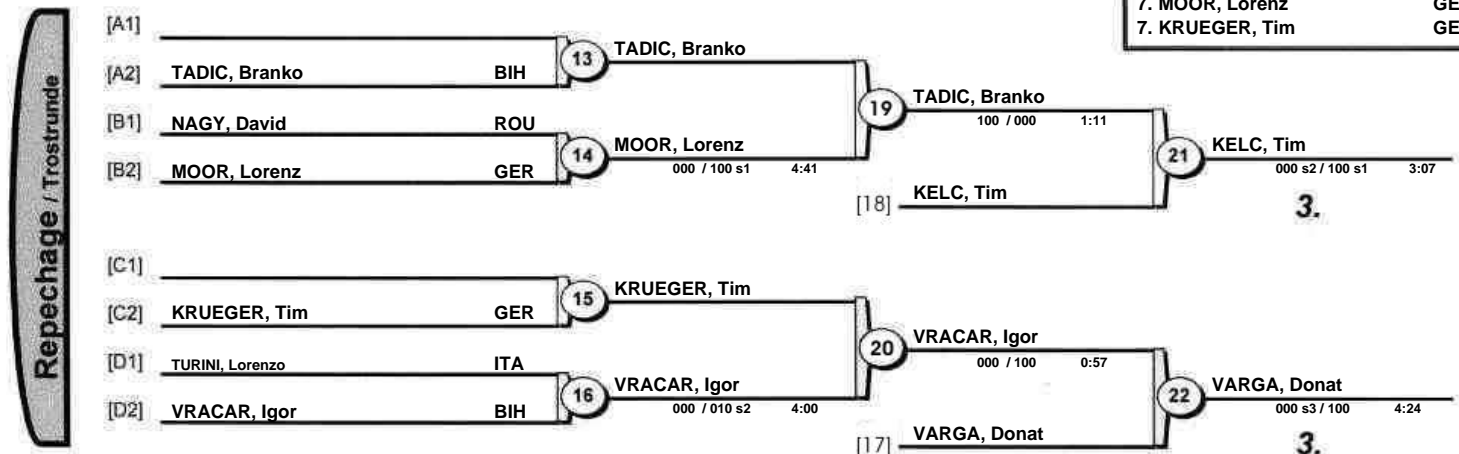 7. MOOR, Lorenz GE
7. KRUEGER, Tim GE
Repechage / Trostrunde
[A1]
[A2] TADIC, Branko BIH
13 TADIC, Branko
[B1] NAGY, David ROU
[B2] MOOR, Lorenz GER
14 MOOR, Lorenz
000 / 100 s1 4:41
19 TADIC, Branko
100 / 000 1:11
[18] KELC, Tim
21 KELC, Tim
000 s2 / 100 s1 3:07
3.
[C1]
[C2] KRUEGER, Tim GER
15 KRUEGER, Tim
[D1] TURINI, Lorenzo ITA
[D2] VRACAR, Igor BIH
16 VRACAR, Igor
000 / 010 s2 4:00
20 VRACAR, Igor
000 / 100 0:57
[17] VARGA, Donat
22 VARGA, Donat
000 s3 / 100 4:24
3.